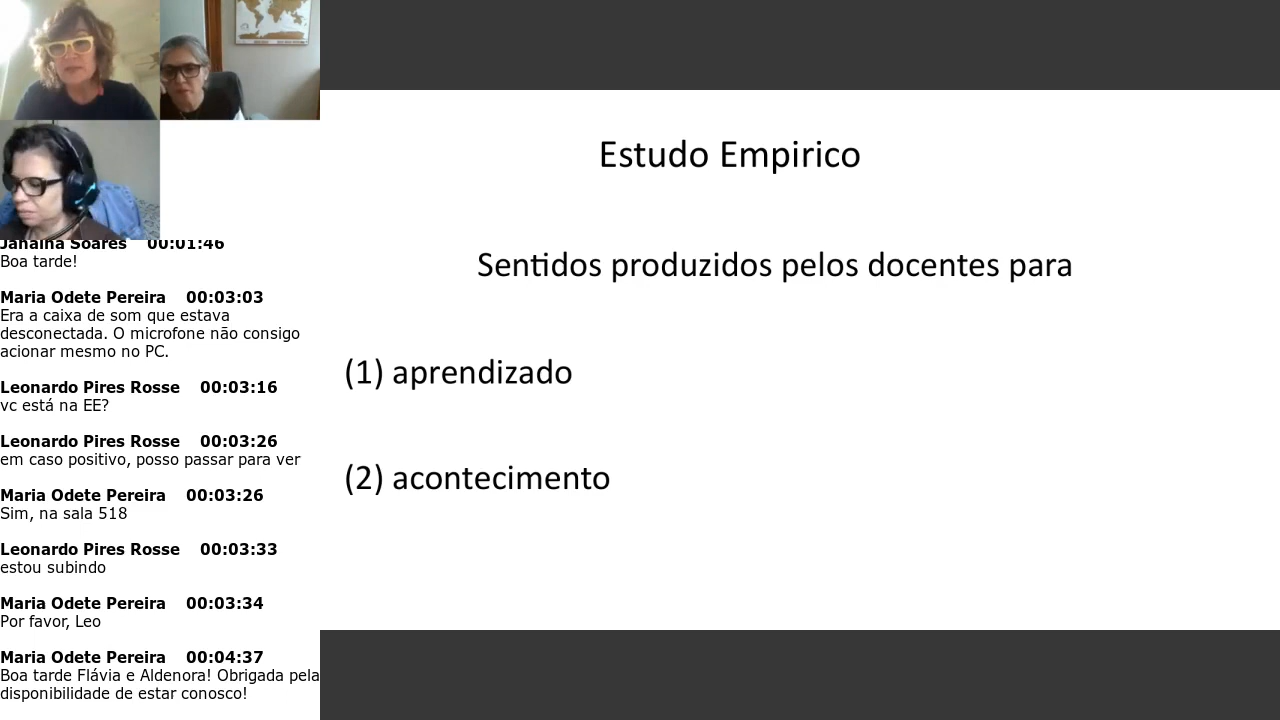 Janaína Soares 00:01:46
Boa tarde!
Maria Odete Pereira 00:03:03
Era a caixa de som que estava
desconectada. O microfone não consigo
acionar mesmo no PC.
Leonardo Pires Rosse 00:03:16
vc está na EE?
Leonardo Pires Rosse 00:03:26
em caso positivo, posso passar para ver
Maria Odete Pereira 00:03:26
Sim, na sala 518
Leonardo Pires Rosse 00:03:33
estou subindo
Maria Odete Pereira 00:03:34
Por favor, Leo
Maria Odete Pereira 00:04:37
Boa tarde Flávia e Aldenora! Obrigada pela
disponibilidade de estar conosco!
Estudo Empirico
Sentidos produzidos pelos docentes para
(1) aprendizado
(2) acontecimento